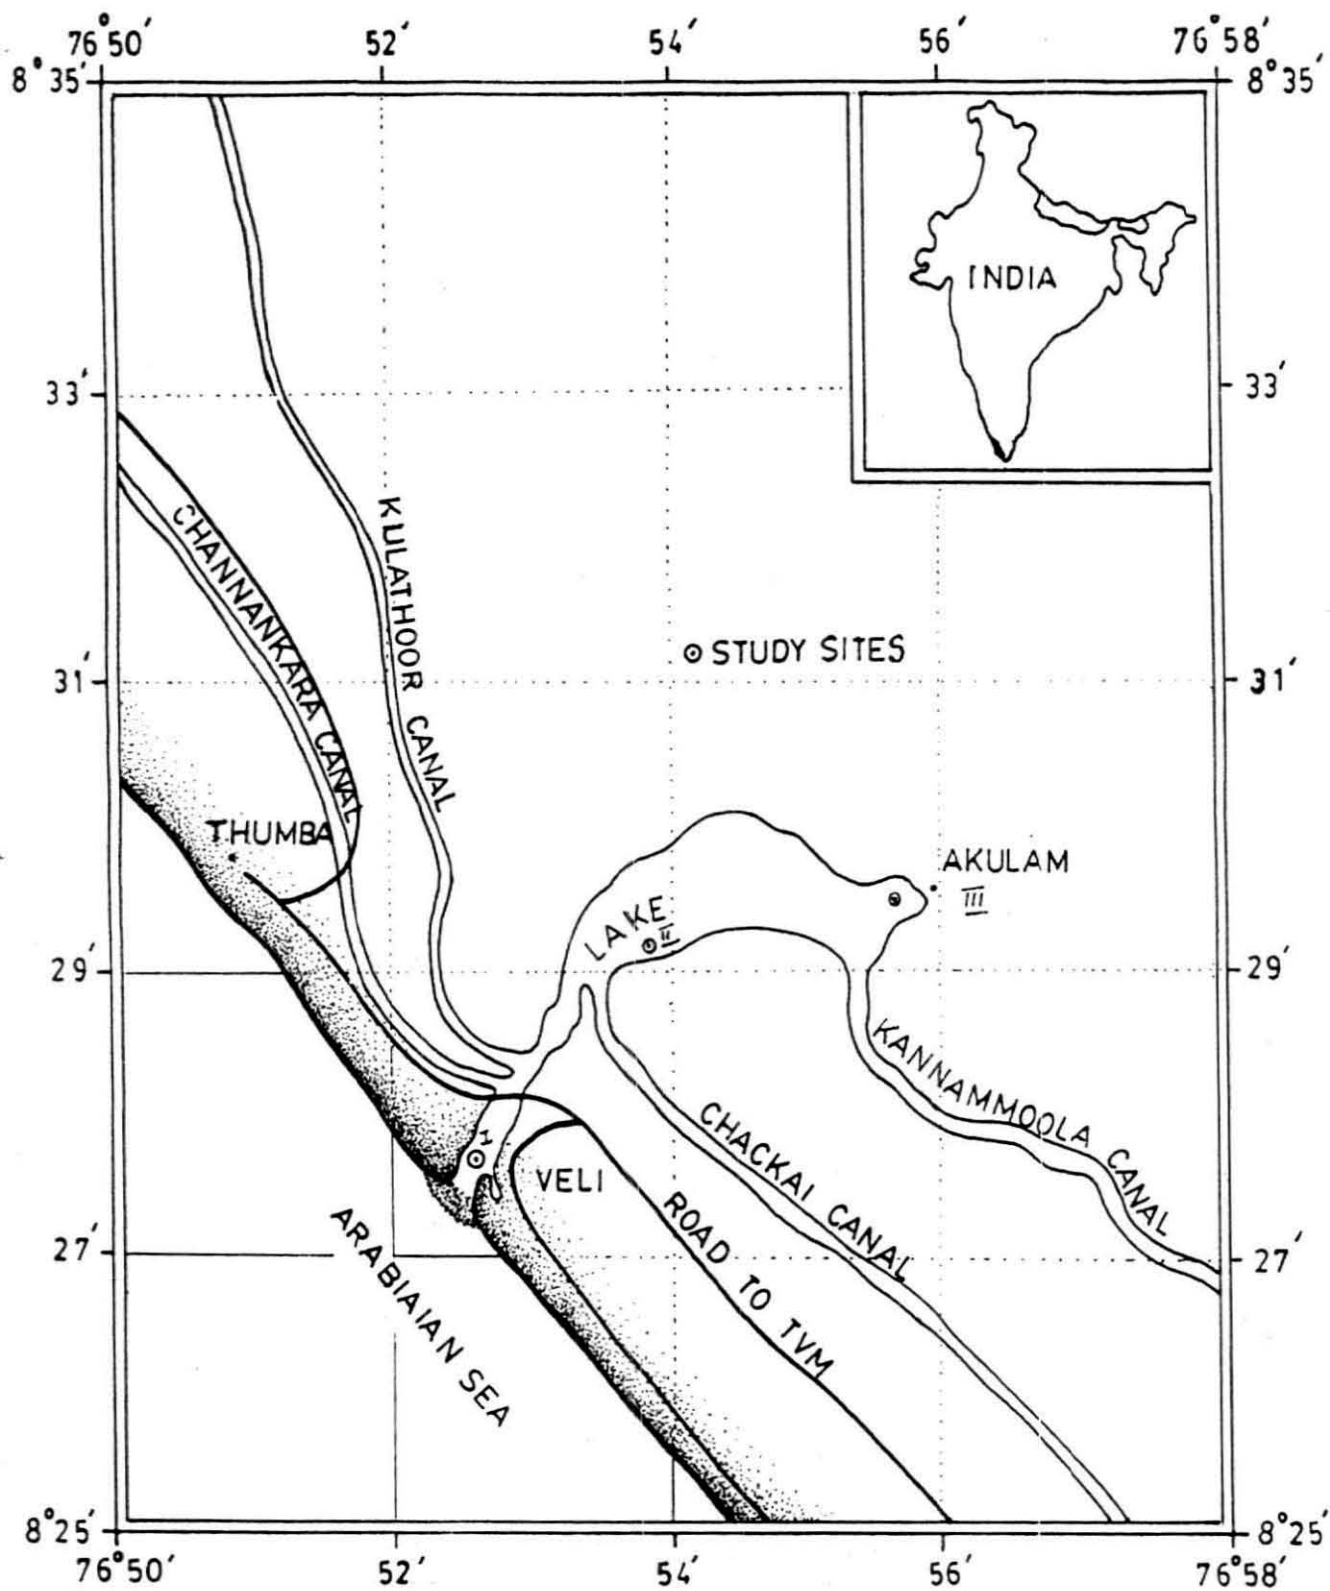 76°50′ 52′ 54′ 56′ 76°58′
8°35′ 8°35′
INDIA
33′ 33′
CHANNANKARA CANAL
KULATHOOR CANAL
STUDY SITES
31′ 31′
THUMBA
AKULAM
III
LAKE
II
29′ 29′
KANNAMMOOLA CANAL
I
CHACKAI CANAL
VELI
ROAD TO TVM
27′ 27′
ARABIAIAN SEA
8°25′ 8°25′
76°50′ 52′ 54′ 56′ 76°58′